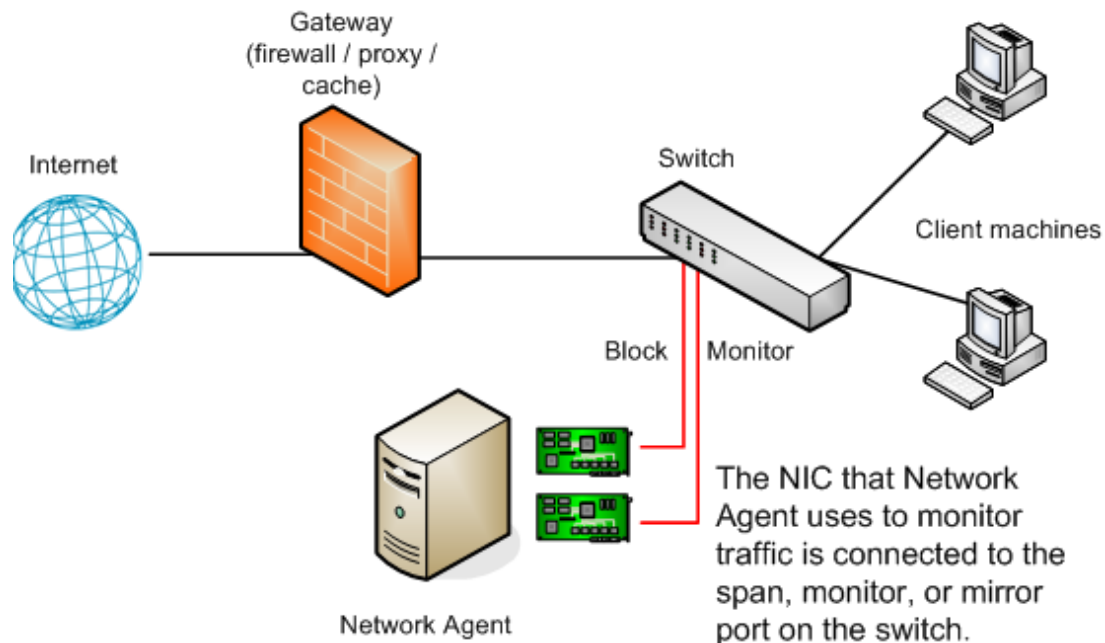 Gateway
(firewall / proxy /
cache)
Internet
Switch
Client machines
Block
Monitor
The NIC that Network
Agent uses to monitor
traffic is connected to the
span, monitor, or mirror
port on the switch.
Network Agent